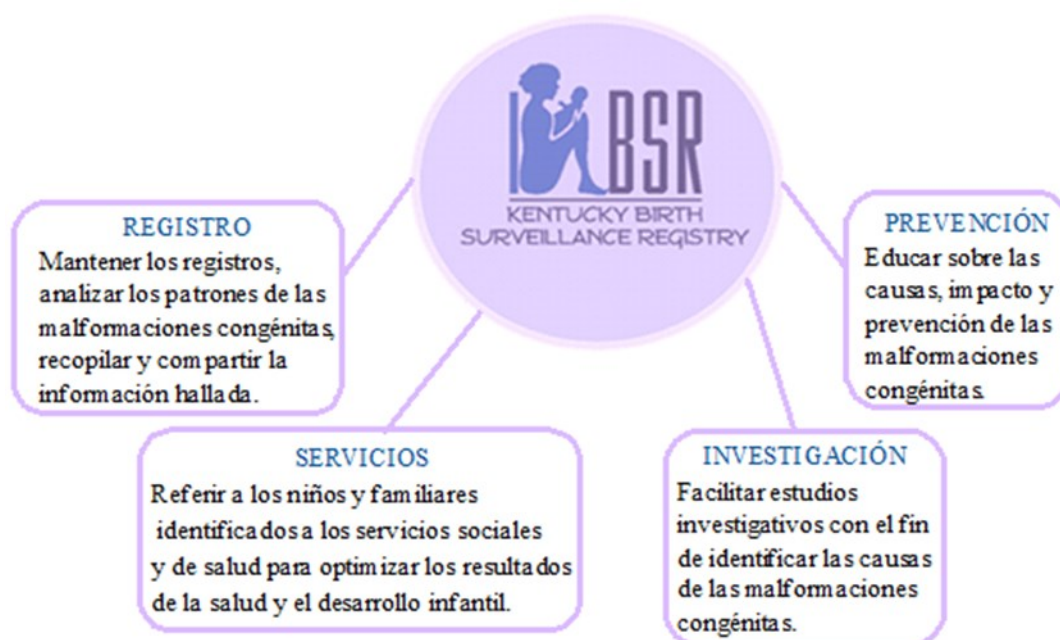 BSR
KENTUCKY BIRTH
SURVEILLANCE REGISTRY
REGISTRO
Mantener los registros,
analizar los patrones de las
malformaciones congénitas,
recopilar y compartir la
información hallada.
SERVICIOS
Referir a los niños y familiares
identificados a los servicios sociales
y de salud para optimizar los resultados
de la salud y el desarrollo infantil.
INVESTIGACIÓN
Facilitar estudios
investigativos con el fin
de identificar las causas
de las malformaciones
congénitas.
PREVENCIÓN
Educar sobre las
causas, impacto y
prevención de las
malformaciones
congénitas.